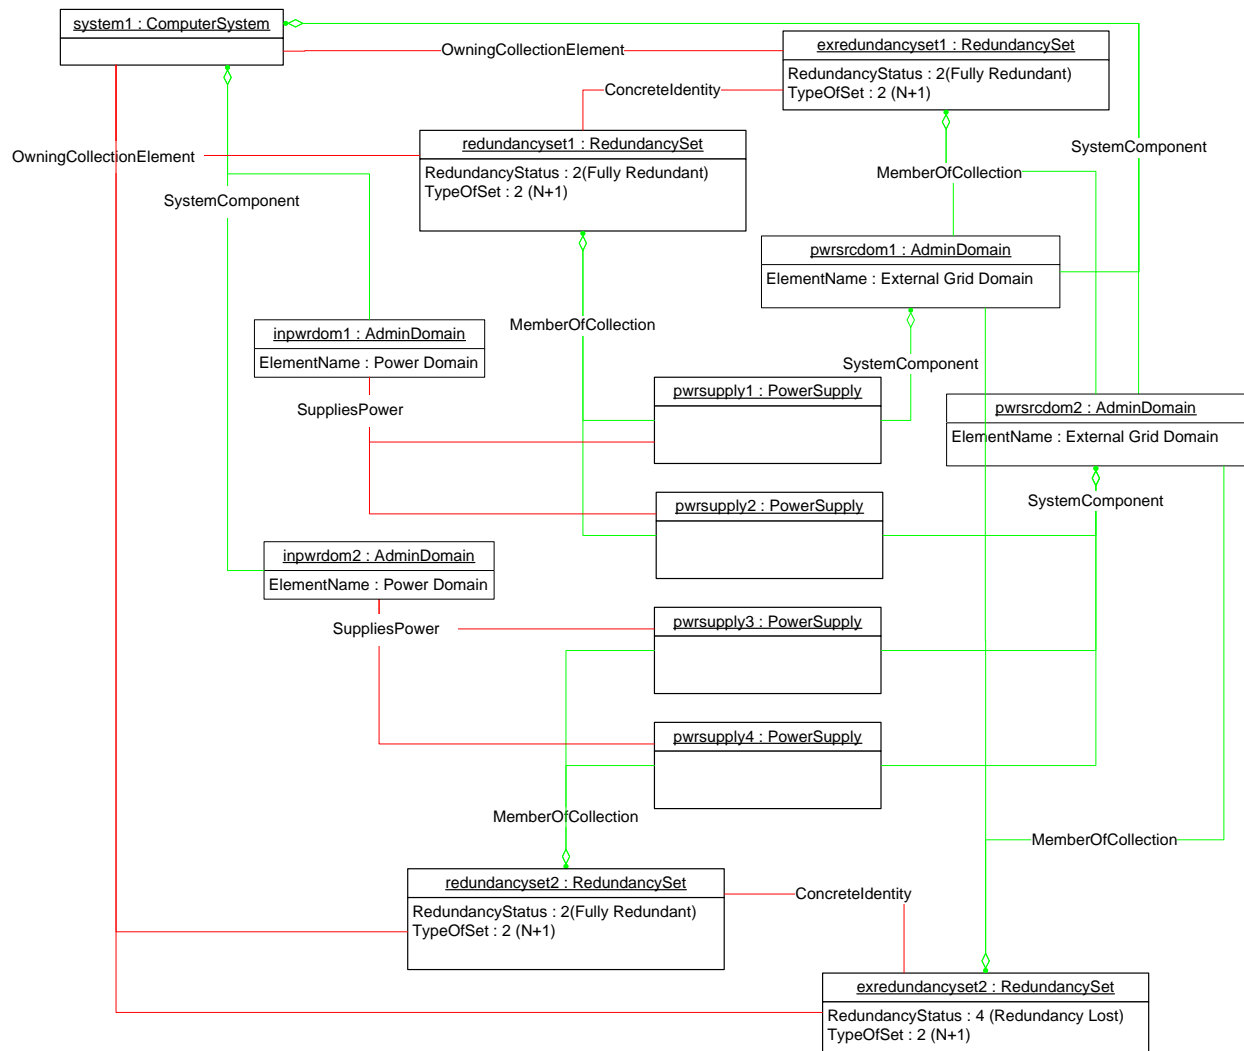 system1 : ComputerSystem
OwningCollectionElement
exredundancyset1 : RedundancySet
RedundancyStatus : 2(Fully Redundant)
TypeOfSet : 2 (N+1)
ConcreteIdentity
redundancyset1 : RedundancySet
RedundancyStatus : 2(Fully Redundant)
TypeOfSet : 2 (N+1)
OwningCollectionElement
SystemComponent
MemberOfCollection
SystemComponent
pwrsrcdom1 : AdminDomain
ElementName : External Grid Domain
MemberOfCollection
inpwrdom1 : AdminDomain
ElementName : Power Domain
SystemComponent
SuppliesPower
pwrsupply1 : PowerSupply
pwrsrcdom2 : AdminDomain
ElementName : External Grid Domain
SystemComponent
pwrsupply2 : PowerSupply
inpwrdom2 : AdminDomain
ElementName : Power Domain
SuppliesPower
pwrsupply3 : PowerSupply
pwrsupply4 : PowerSupply
MemberOfCollection
MemberOfCollection
redundancyset2 : RedundancySet
RedundancyStatus : 2(Fully Redundant)
TypeOfSet : 2 (N+1)
ConcreteIdentity
exredundancyset2 : RedundancySet
RedundancyStatus : 4 (Redundancy Lost)
TypeOfSet : 2 (N+1)